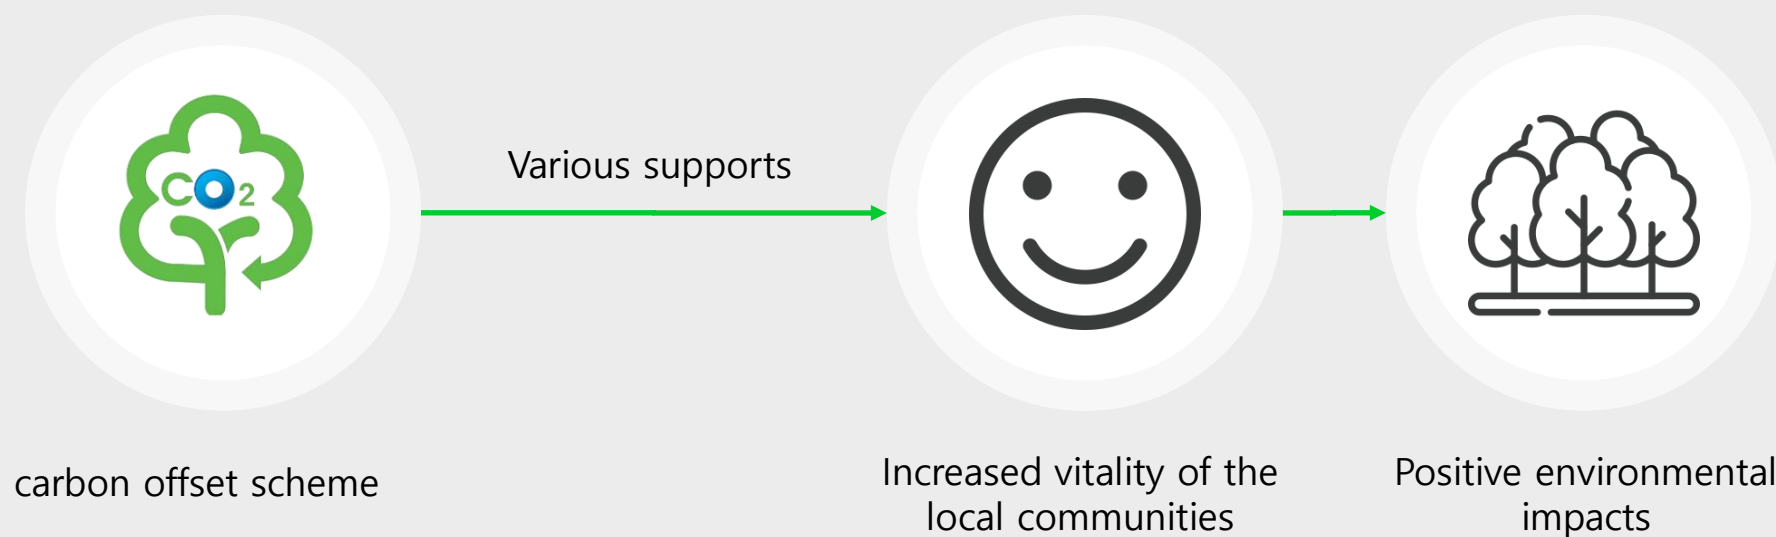 CO2
Various supports
carbon offset scheme
Increased vitality of the
local communities
Positive environmental
impacts